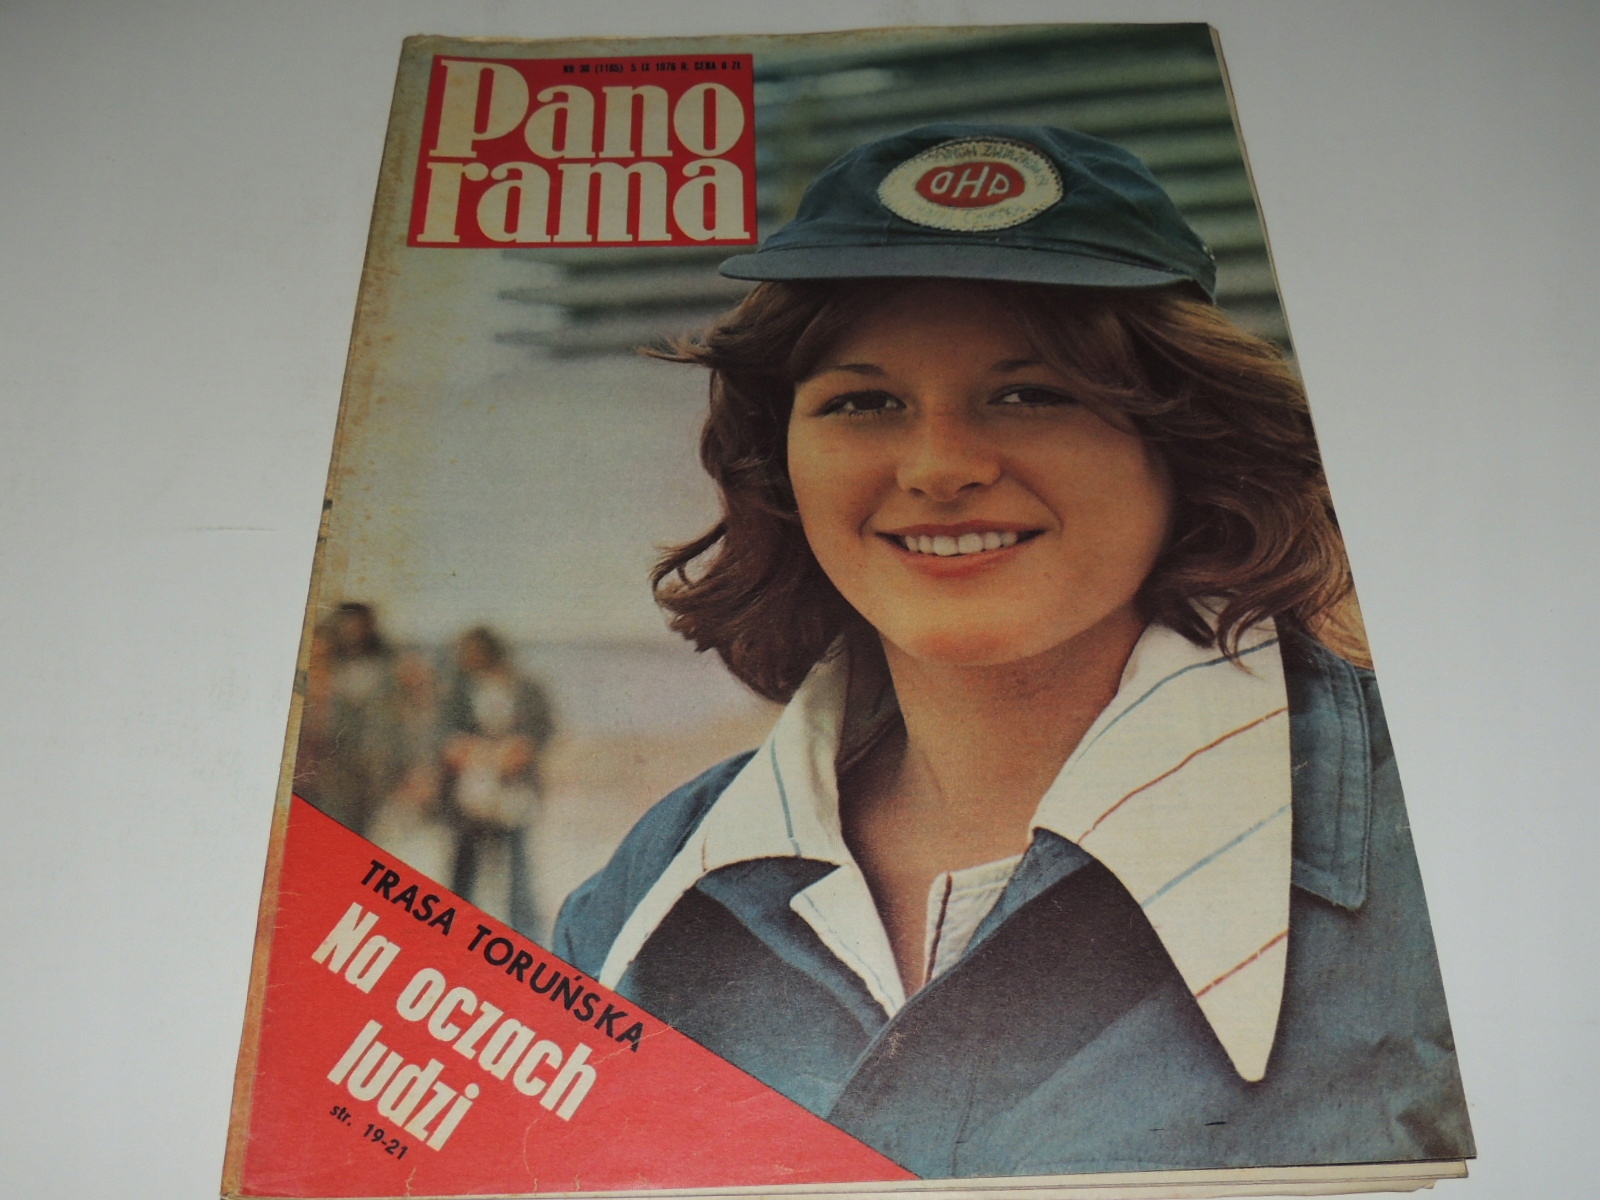 NR 36 (1165) 5 IX 1976 R. CENA 6 ZŁ
Pano
rama
OHP
TRASA TORUŃSKA
Na oczach
ludzi
str. 19-21